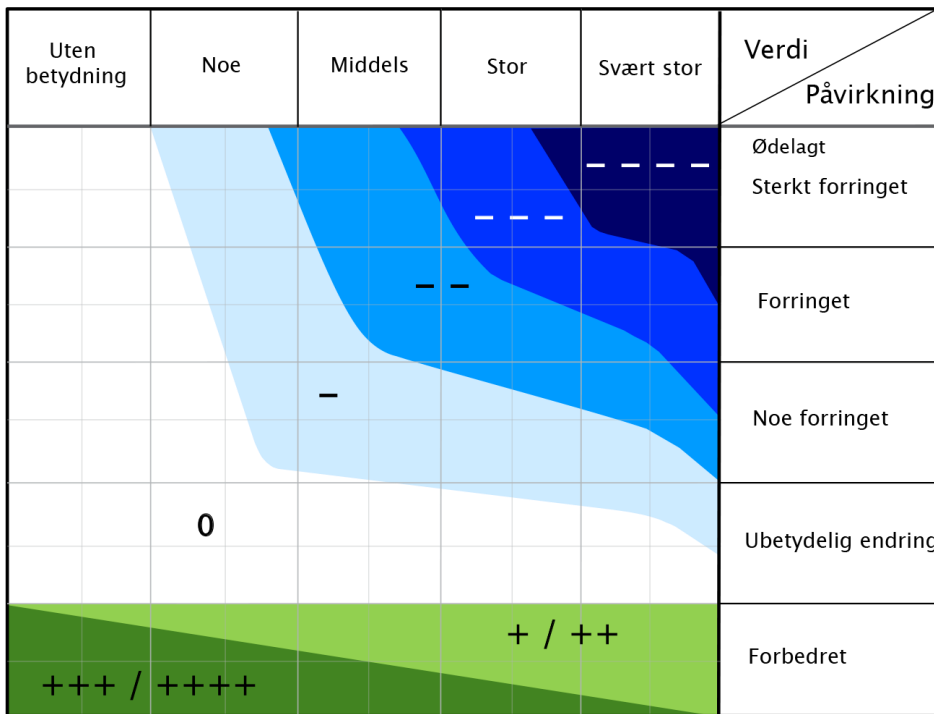 Uten
betydning
Noe
Middels
Stor
Svært stor
Verdi
Påvirkning
Ødelagt
Sterkt forringet
Forringet
Noe forringet
Ubetydelig endring
Forbedret
– – – –
– – –
– –
–
0
+ / ++
+++ / ++++